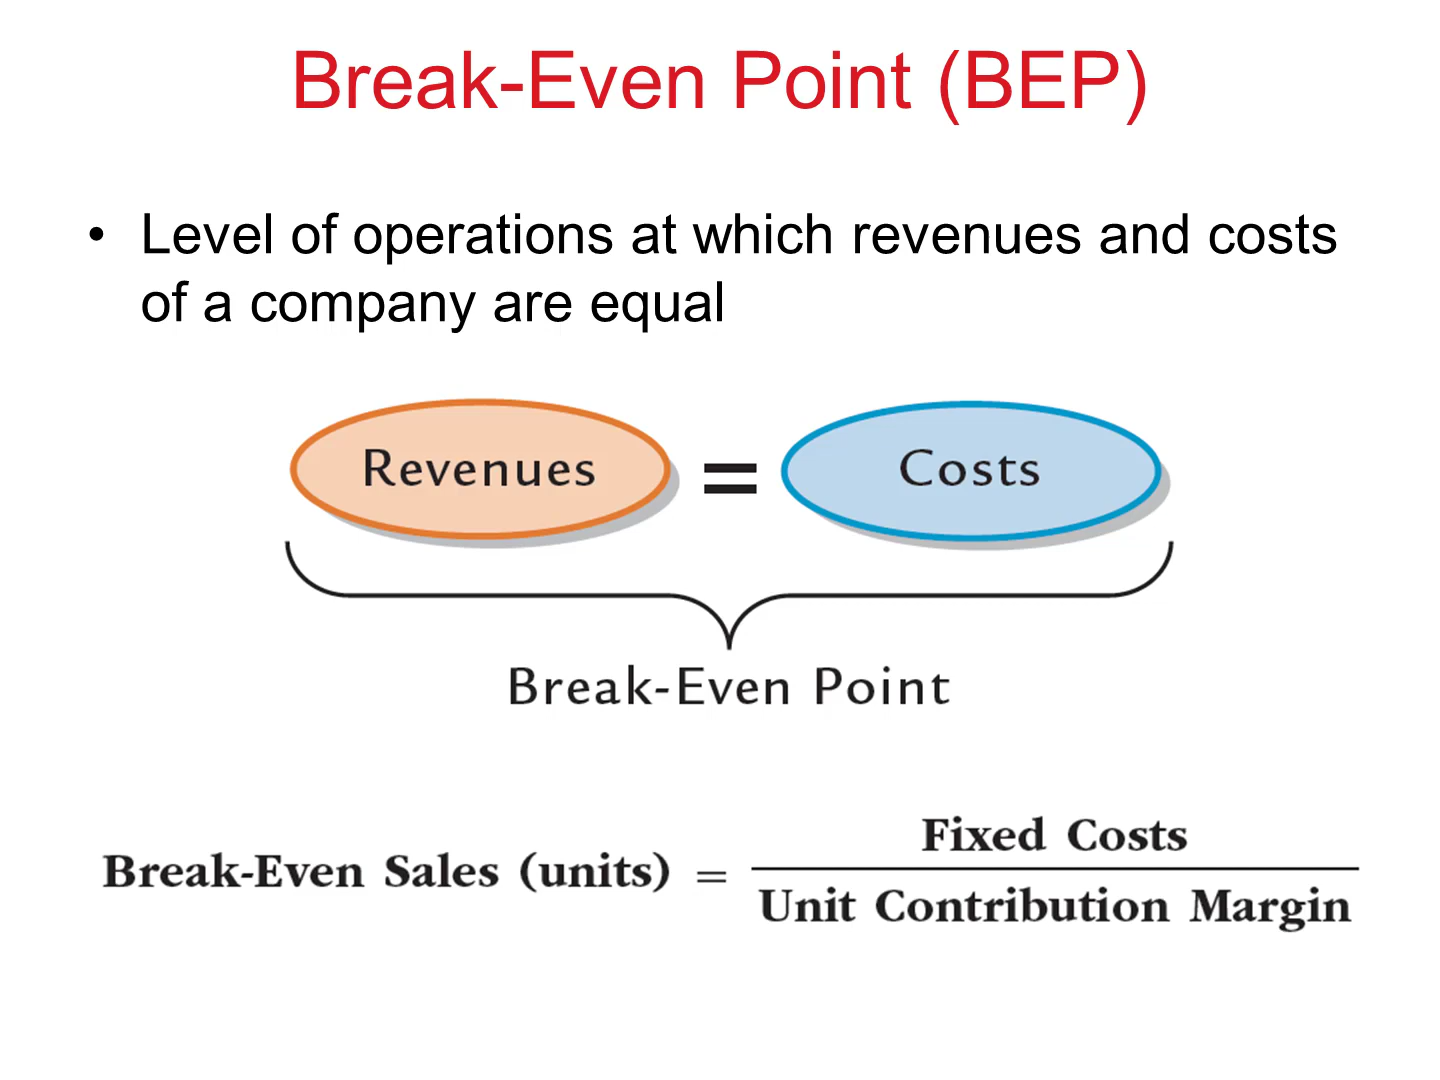 Break-Even Point (BEP)
• Level of operations at which revenues and costs
of a company are equal
Revenues = Costs
Break-Even Point
Fixed Costs
Break-Even Sales (units) =
Unit Contribution Margin